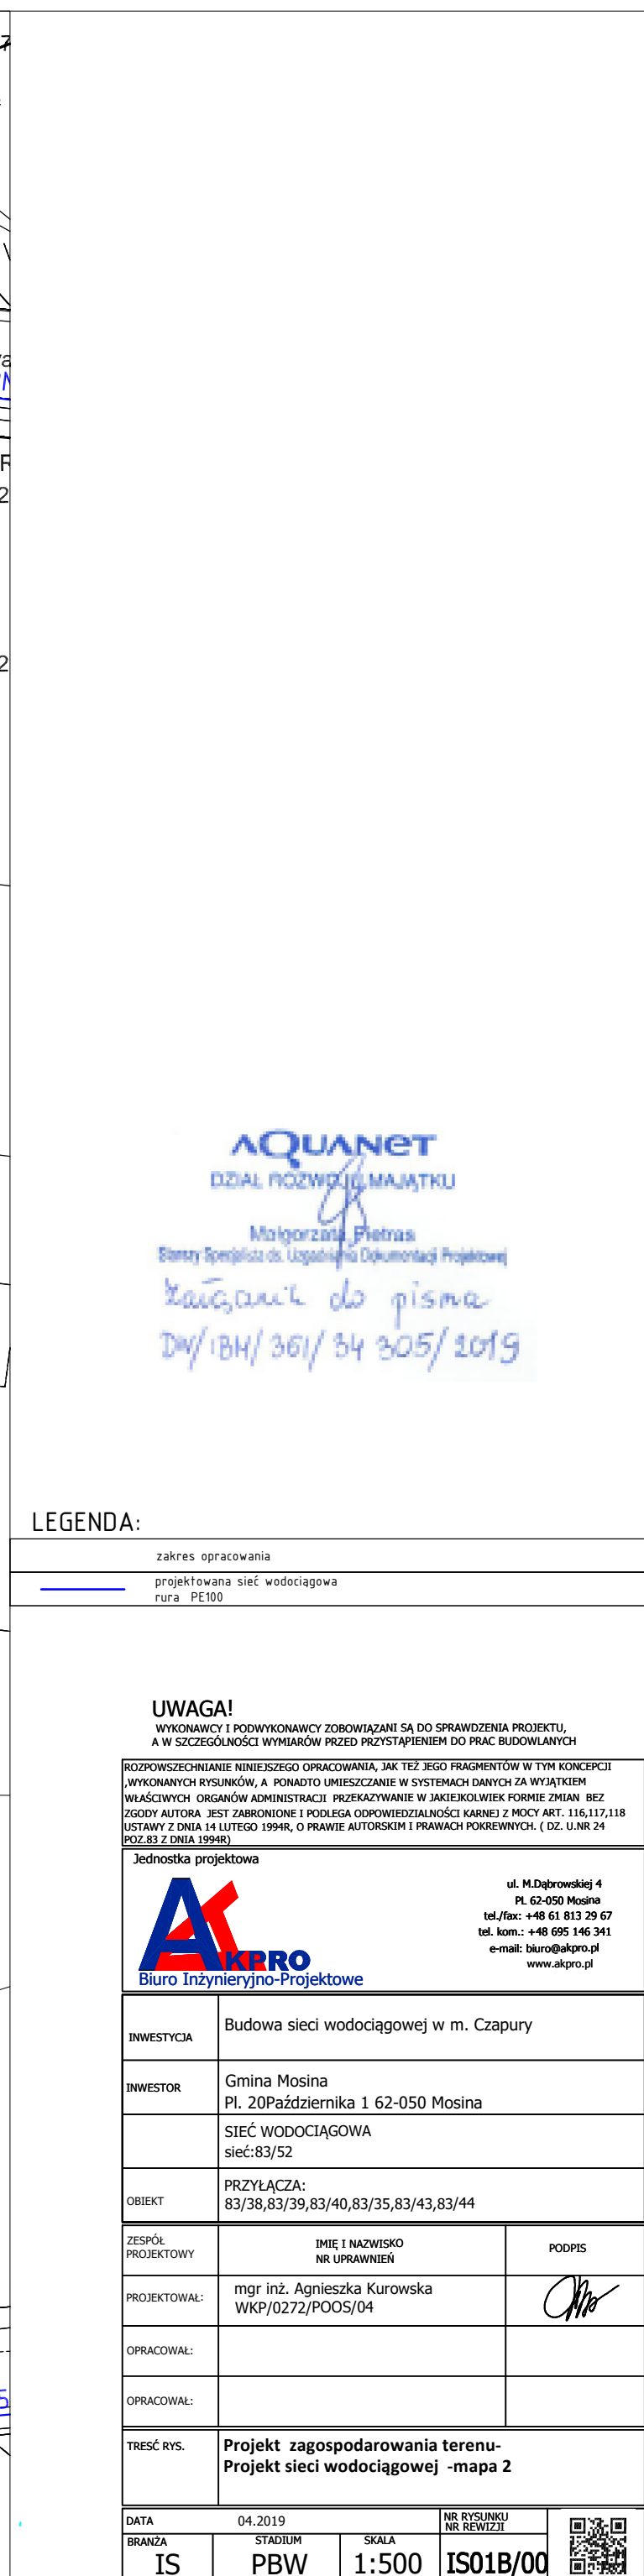 AQUANET
DZIAŁ ROZWOJU MAJĄTKU
Małgorzata Pietras
Starszy Specjalista ds. Uzgadniania Dokumentacji Projektowej
Załącznik do pisma
DW/IBM/361/34 305/2019
LEGENDA:
zakres opracowania
projektowana sieć wodociągowa
rura PE100
UWAGA!
WYKONAWCY I PODWYKONAWCY ZOBOWIĄZANI SĄ DO SPRAWDZENIA PROJEKTU,
A W SZCZEGÓLNOŚCI WYMIARÓW PRZED PRZYSTĄPIENIEM DO PRAC BUDOWLANYCH
ROZPOWSZECHNIANIE NINIEJSZEGO OPRACOWANIA, JAK TEŻ JEGO FRAGMENTÓW W TYM KONCEPCJI
,WYKONANYCH RYSUNKÓW, A PONADTO UMIESZCZANIE W SYSTEMACH DANYCH ZA WYJĄTKIEM
WŁAŚCIWYCH ORGANÓW ADMINISTRACJI PRZEKAZYWANIE W JAKIEJKOLWIEK FORMIE ZMIAN BEZ
ZGODY AUTORA JEST ZABRONIONE I PODLEGA ODPOWIEDZIALNOŚCI KARNEJ Z MOCY ART. 116,117,118
USTAWY Z DNIA 14 LUTEGO 1994R, O PRAWIE AUTORSKIM I PRAWACH POKREWNYCH. ( DZ. U.NR 24
POZ.83 Z DNIA 1994R)
Jednostka projektowa
AKPRO
Biuro Inżynieryjno-Projektowe
ul. M.Dąbrowskiej 4
PL 62-050 Mosina
tel./fax: +48 61 813 29 67
tel. kom.: +48 695 146 341
e-mail: biuro@akpro.pl
www.akpro.pl
INWESTYCJA
Budowa sieci wodociągowej w m. Czapury
INWESTOR
Gmina Mosina
Pl. 20Października 1 62-050 Mosina
SIEĆ WODOCIĄGOWA
sieć:83/52
OBIEKT
PRZYŁĄCZA:
83/38,83/39,83/40,83/35,83/43,83/44
ZESPÓŁ
PROJEKTOWY
IMIĘ I NAZWISKO
NR UPRAWNIEŃ
PODPIS
PROJEKTOWAŁ:
mgr inż. Agnieszka Kurowska
WKP/0272/POOS/04
OPRACOWAŁ:
OPRACOWAŁ:
TREŚĆ RYS.
Projekt zagospodarowania terenu-
Projekt sieci wodociągowej -mapa 2
DATA
04.2019
NR RYSUNKU
NR REWIZJI
BRANŻA
STADIUM
SKALA
IS
PBW
1:500
IS01B/00